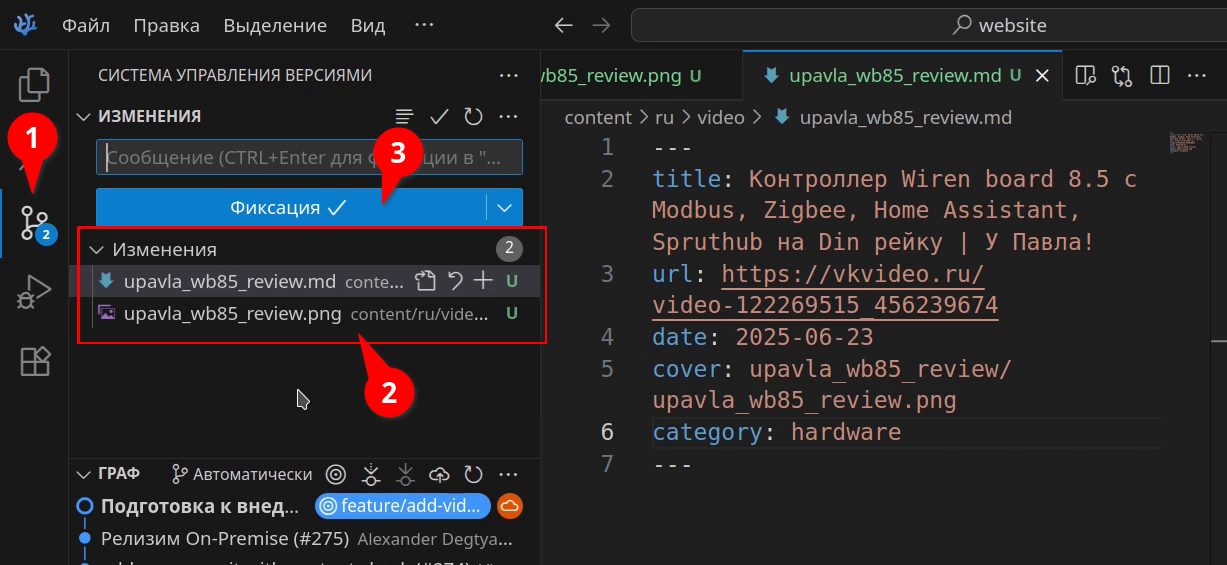 Файл Правка Выделение Вид ···
website
СИСТЕМА УПРАВЛЕНИЯ ВЕРСИЯМИ ···
ИЗМЕНЕНИЯ ···
1
Сообщение (CTRL+Enter для ф ции в "...
3
Фиксация
Изменения 2
2
upavla_wb85_review.md conte... U
upavla_wb85_review.png content/ru/vide... U
2
ГРАФ Автоматически ···
Подготовка к внед... feature/add-vid...
Релизим On-Premise (#275) Alexander Degtya...
wb85_review.png U
upavla_wb85_review.md U ···
content > ru > video > upavla_wb85_review.md
1 ---
2 title: Контроллер Wiren board 8.5 с
Modbus, Zigbee, Home Assistant,
Spruthub на Din рейку | У Павла!
3 url: https://vkvideo.ru/
video-122269515_456239674
4 date: 2025-06-23
5 cover: upavla_wb85_review/
upavla_wb85_review.png
6 category: hardware
7 ---